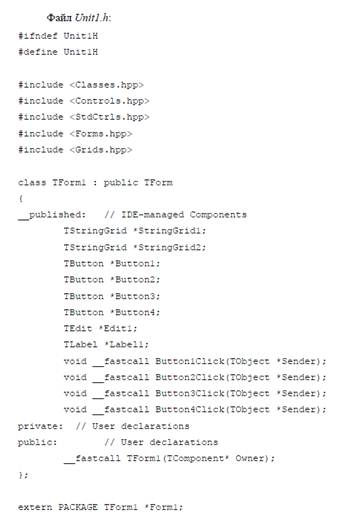 Файл Unit1.h:
#ifndef Unit1H
#define Unit1H
#include <Classes.hpp>
#include <Controls.hpp>
#include <StdCtrls.hpp>
#include <Forms.hpp>
#include <Grids.hpp>
class TForm1 : public TForm
{
__published: // IDE-managed Components
TStringGrid *StringGrid1;
TStringGrid *StringGrid2;
TButton *Button1;
TButton *Button2;
TButton *Button3;
TButton *Button4;
TEdit *Edit1;
TLabel *Label1;
void __fastcall Button1Click(TObject *Sender);
void __fastcall Button2Click(TObject *Sender);
void __fastcall Button3Click(TObject *Sender);
void __fastcall Button4Click(TObject *Sender);
private: // User declarations
public: // User declarations
__fastcall TForm1(TComponent* Owner);
};
extern PACKAGE TForm1 *Form1;